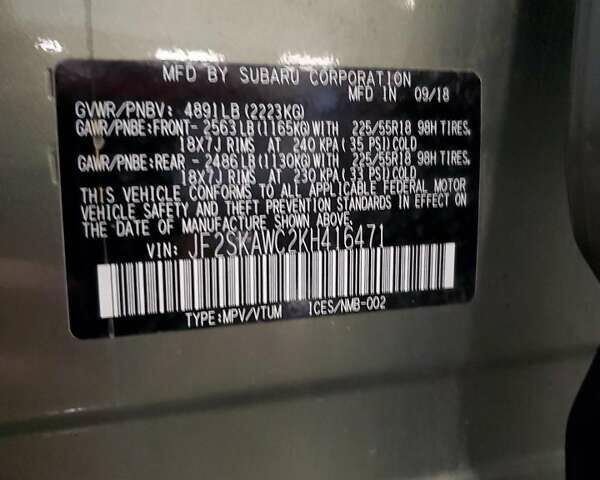 MFD BY SUBARU CORPORATION
MFD IN 09/18
GVWR/PNBV: 4891LB (2223KG)
GAWR/PNBE:FRONT- 2563LB(1165KG)WITH 225/55R18 98H TIRES,
18X7J RIMS AT 240 KPA(35 PSI)COLD
GAWR/PNBE:REAR -2486LB(1130KG)WITH 225/55R18 98H TIRES,
18X7J RIMS AT 230 KPA(33 PSI)COLD
THIS VEHICLE CONFORMS TO ALL APPLICABLE FEDERAL MOTOR
VEHICLE SAFETY AND THEFT PREVENTION STANDARDS IN EFFECT ON
THE DATE OF MANUFACTURE SHOWN ABOVE.
VIN: JF2SKAWC2KH416471
TYPE:MPV/VTUM ICES/NMB-002